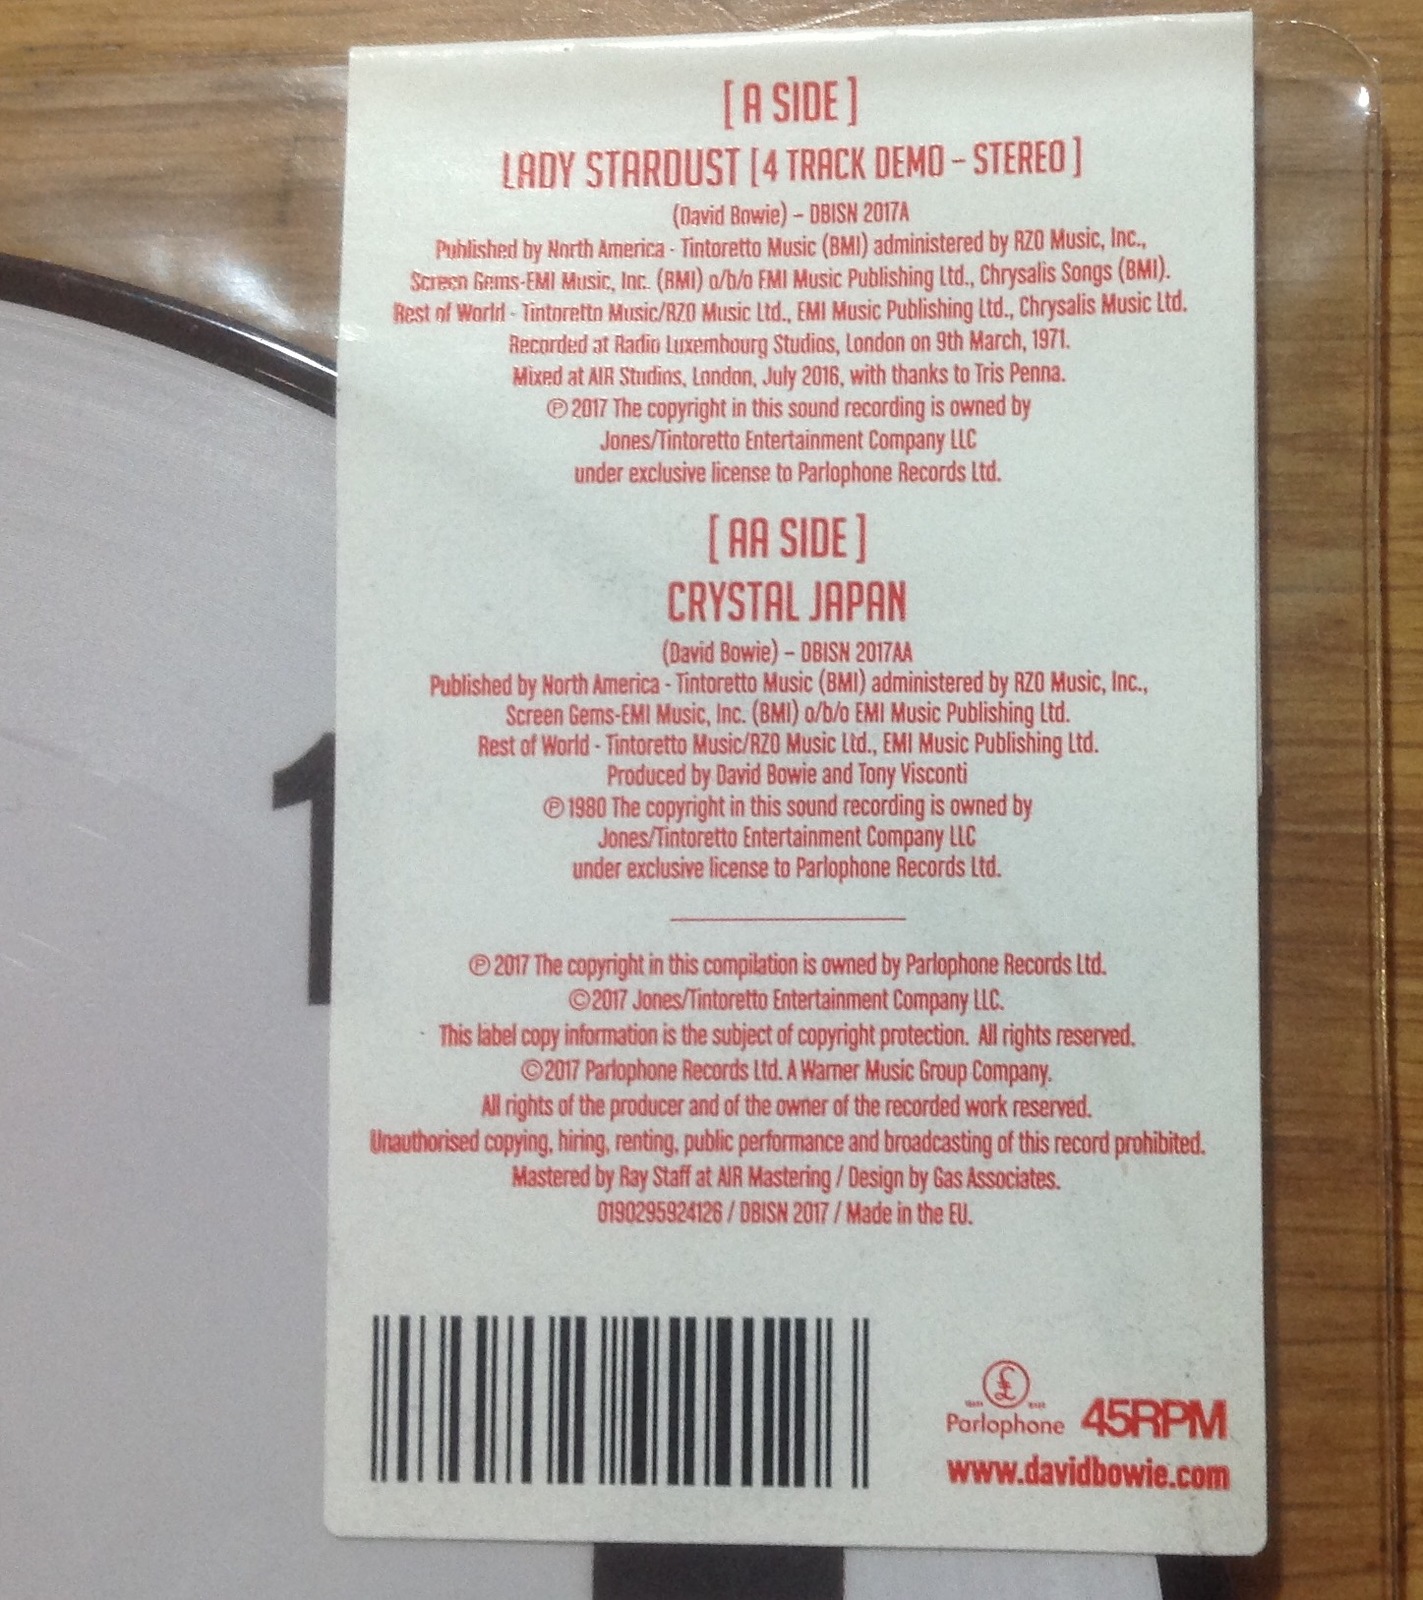 [ A SIDE ]
LADY STARDUST [4 TRACK DEMO – STEREO ]
(David Bowie) – DBISN 2017A
Published by North America - Tintoretto Music (BMI) administered by RZO Music, Inc.,
Screen Gems-EMI Music, Inc. (BMI) o/b/o EMI Music Publishing Ltd., Chrysalis Songs (BMI).
Rest of World - Tintoretto Music/RZO Music Ltd., EMI Music Publishing Ltd., Chrysalis Music Ltd.
Recorded at Radio Luxembourg Studios, London on 9th March, 1971.
Mixed at AIR Studios, London, July 2016, with thanks to Tris Penna.
℗ 2017 The copyright in this sound recording is owned by
Jones/Tintoretto Entertainment Company LLC
under exclusive license to Parlophone Records Ltd.
[ AA SIDE ]
CRYSTAL JAPAN
(David Bowie) – DBISN 2017AA
Published by North America - Tintoretto Music (BMI) administered by RZO Music, Inc.,
Screen Gems-EMI Music, Inc. (BMI) o/b/o EMI Music Publishing Ltd.
Rest of World - Tintoretto Music/RZO Music Ltd., EMI Music Publishing Ltd.
Produced by David Bowie and Tony Visconti
℗ 1980 The copyright in this sound recording is owned by
Jones/Tintoretto Entertainment Company LLC
under exclusive license to Parlophone Records Ltd.
℗ 2017 The copyright in this compilation is owned by Parlophone Records Ltd.
© 2017 Jones/Tintoretto Entertainment Company LLC.
This label copy information is the subject of copyright protection. All rights reserved.
© 2017 Parlophone Records Ltd. A Warner Music Group Company.
All rights of the producer and of the owner of the recorded work reserved.
Unauthorised copying, hiring, renting, public performance and broadcasting of this record prohibited.
Mastered by Ray Staff at AIR Mastering / Design by Gas Associates.
0190295924126 / DBISN 2017 / Made in the EU.
1
£
Parlophone 45RPM
www.davidbowie.com